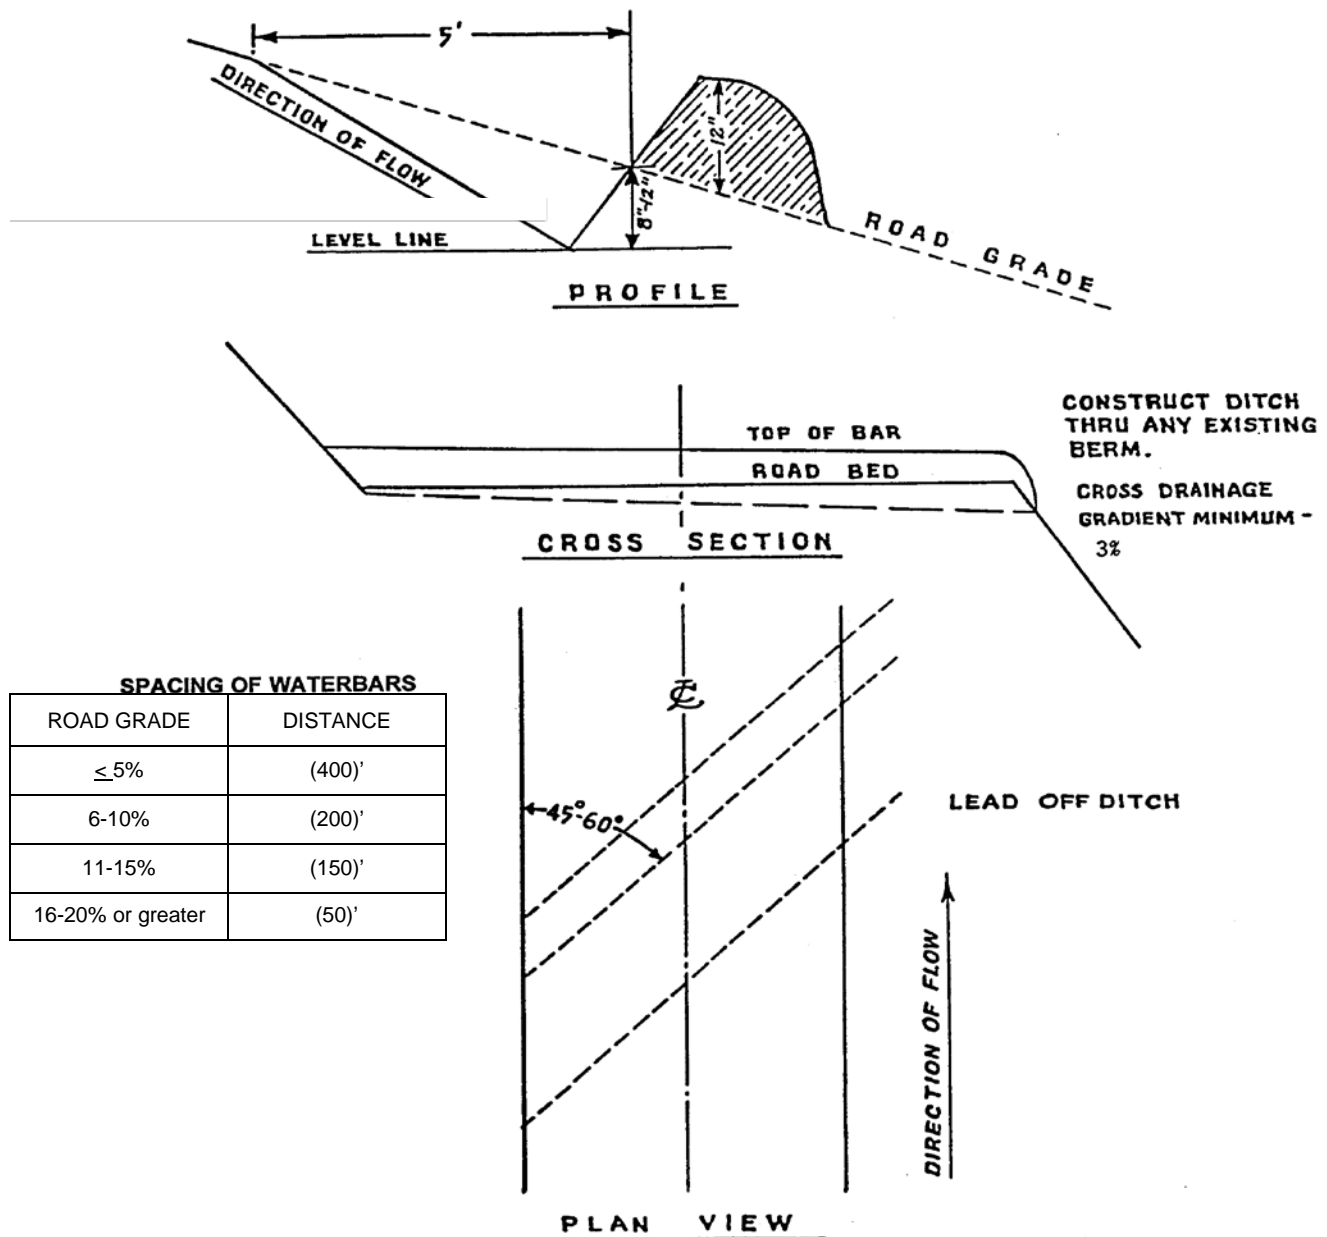 5'
DIRECTION OF FLOW
12"
8"-12"
ROAD GRADE
LEVEL LINE
PROFILE
CONSTRUCT DITCH
THRU ANY EXISTING
BERM.
TOP OF BAR
ROAD BED
CROSS DRAINAGE
GRADIENT MINIMUM -
3%
CROSS SECTION
SPACING OF WATERBARS
ROAD GRADE DISTANCE
≤ 5% (400)’
6-10% (200)’
11-15% (150)’
16-20% or greater (50)’
℄
45°-60°
LEAD OFF DITCH
DIRECTION OF FLOW
PLAN VIEW